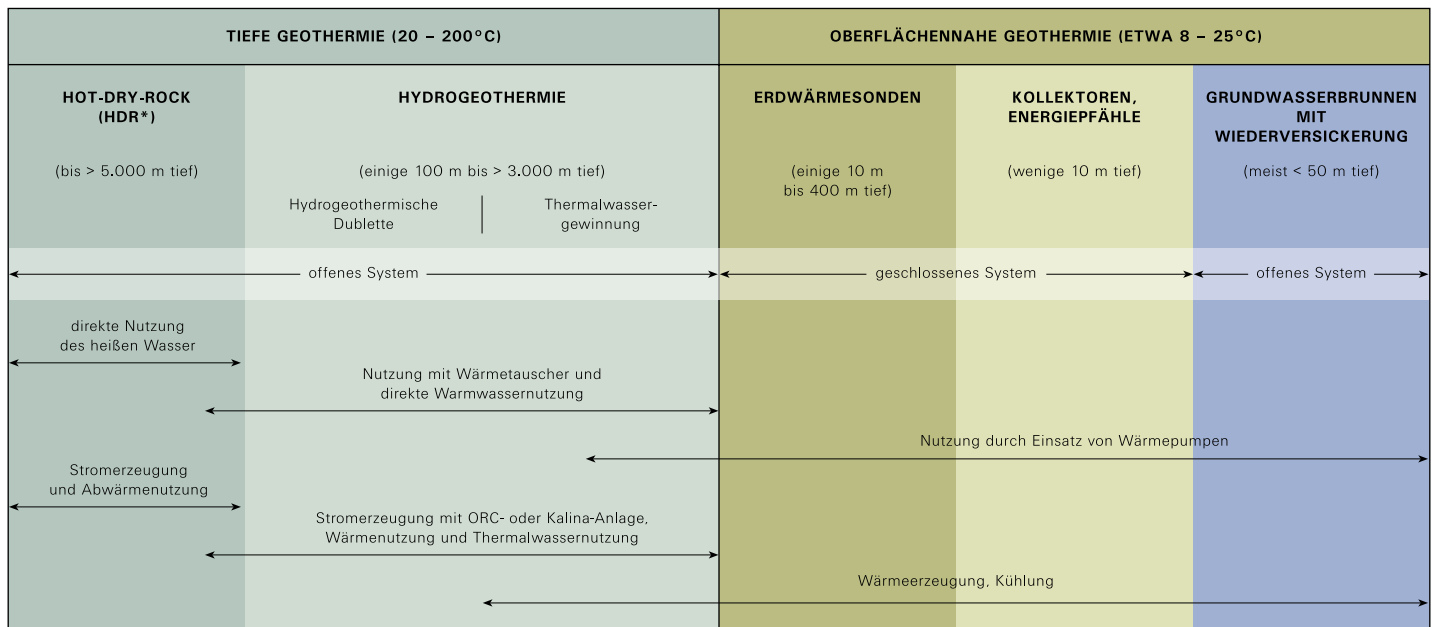 TIEFE GEOTHERMIE (20 – 200°C)
OBERFLÄCHENNAHE GEOTHERMIE (ETWA 8 – 25°C)
HOT-DRY-ROCK
(HDR*)
(bis > 5.000 m tief)
HYDROGEOTHERMIE
(einige 100 m bis > 3.000 m tief)
Hydrogeothermische
Dublette
Thermalwasser-
gewinnung
ERDWÄRMESONDEN
(einige 10 m
bis 400 m tief)
KOLLEKTOREN,
ENERGIEPFÄHLE
(wenige 10 m tief)
GRUNDWASSERBRUNNEN
MIT
WIEDERVERSICKERUNG
(meist < 50 m tief)
offenes System
geschlossenes System
offenes System
direkte Nutzung
des heißen Wasser
Nutzung mit Wärmetauscher und
direkte Warmwassernutzung
Nutzung durch Einsatz von Wärmepumpen
Stromerzeugung
und Abwärmenutzung
Stromerzeugung mit ORC- oder Kalina-Anlage,
Wärmenutzung und Thermalwassernutzung
Wärmeerzeugung, Kühlung